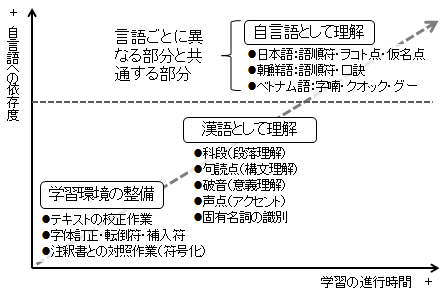 +
自言語への依存度
言語ごとに異
なる部分と共
通する部分
自言語として理解
●日本語：語順符・ヲコト点・仮名点
●朝鮮語：語順符・口訣
●ベトナム語：字喃・クオック・グー
漢語として理解
●科段(段落理解)
●句読点(構文理解)
●破音(意義理解)
●声点(アクセント)
●固有名詞の識別
学習環境の整備
●テキストの校正作業
●字体訂正・転倒符・補入符
●注釈書との対照作業(符号化)
学習の進行時間 +